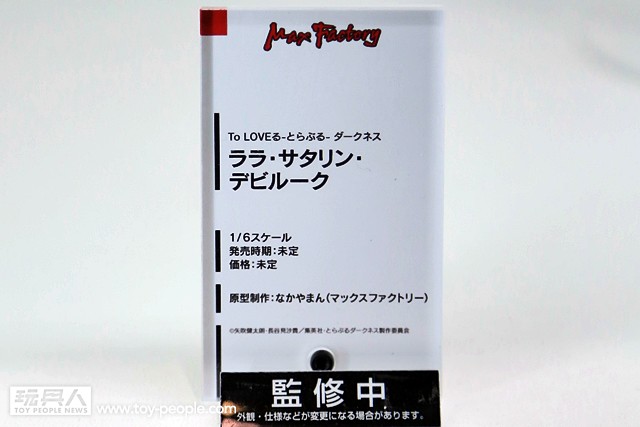 Max Factory
To LOVEる-とらぶる- ダークネス
ララ・サタリン・
デビルーク
1/6スケール
発売時期：未定
価格：未定
原型制作：なかやまん（マックスファクトリー）
©矢吹健太朗・長谷見沙貴／集英社・とらぶるダークネス製作委員会
監修中
外観・仕様などが変更になる場合があります。
玩具人
TOY PEOPLE NEWS
www.toy-people.com